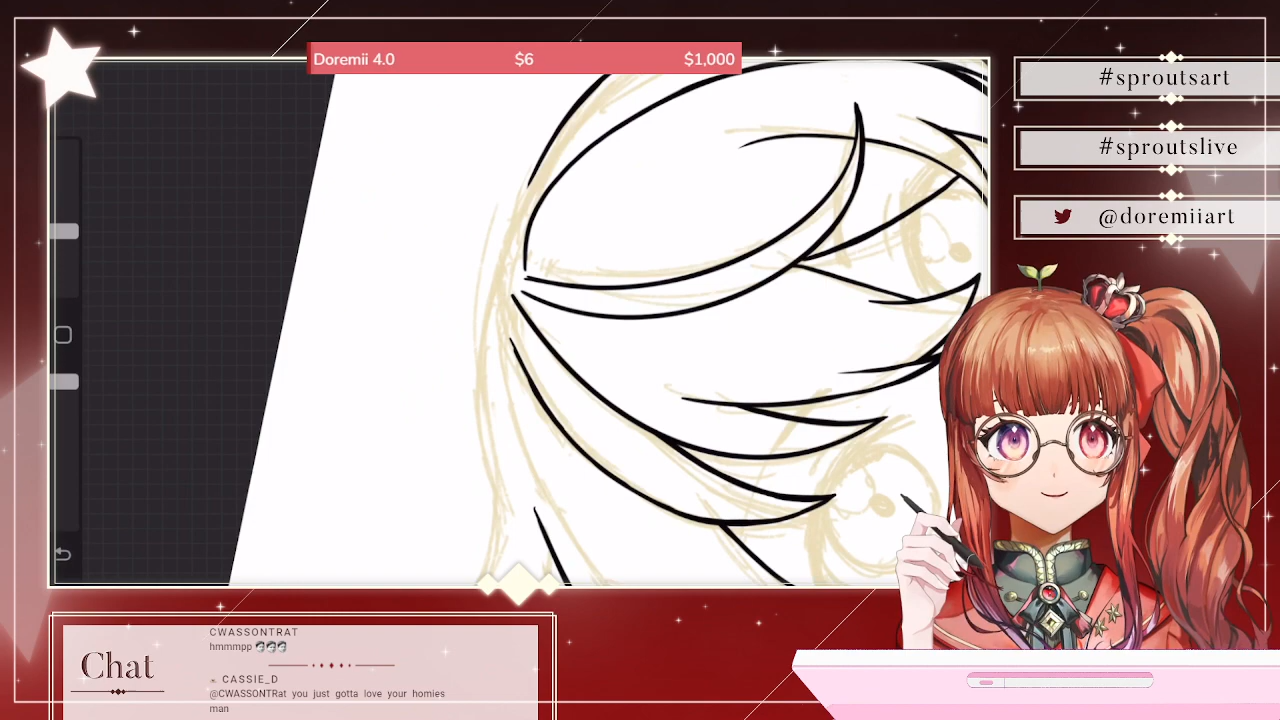 Doremii 4.0 $6 $1,000
#sproutsart
#sproutslive
@doremiiart
Chat
CWASSONTRAT
hmmmpp
CASSIE_D
@CWASSONTRat you just gotta love your homies
man